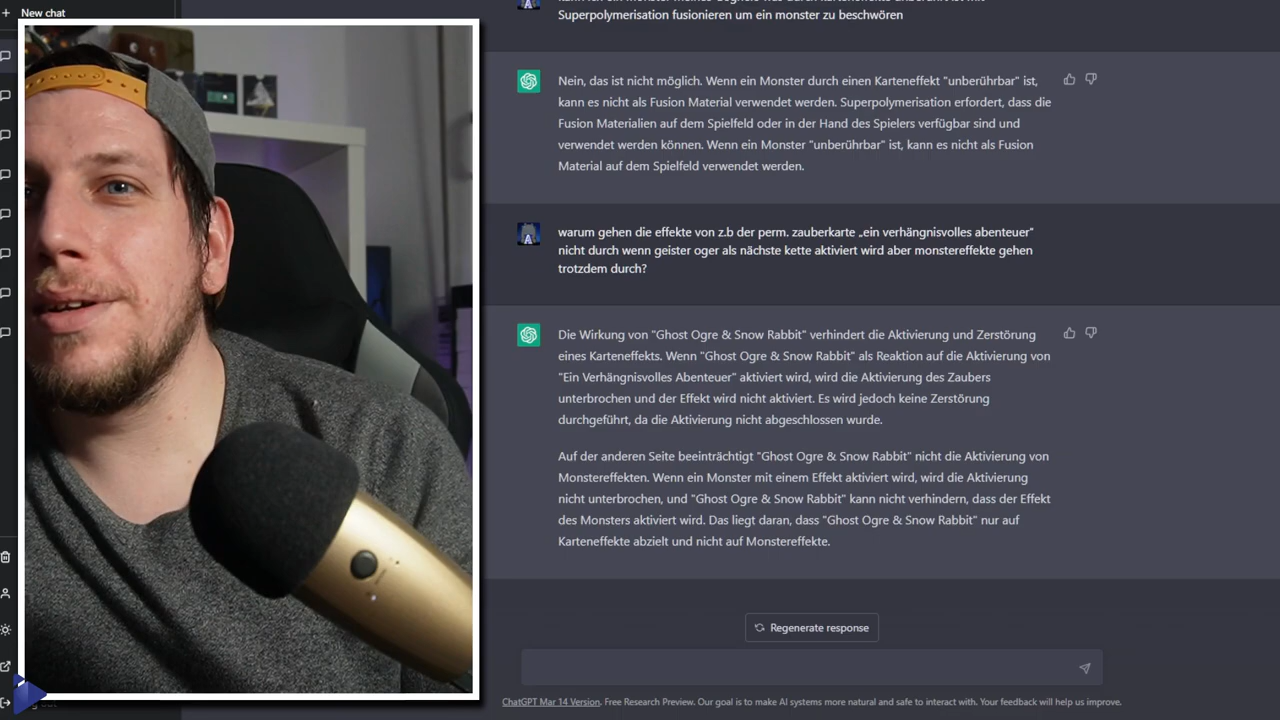 New chat
Superpolymerisation fusionieren um ein monster zu beschwören
Nein, das ist nicht möglich. Wenn ein Monster durch einen Karteneffekt "unberührbar" ist,
kann es nicht als Fusion Material verwendet werden. Superpolymerisation erfordert, dass die
Fusion Materialien auf dem Spielfeld oder in der Hand des Spielers verfügbar sind und
verwendet werden können. Wenn ein Monster "unberührbar" ist, kann es nicht als Fusion
Material auf dem Spielfeld verwendet werden.
warum gehen die effekte von z.b der perm. zauberkarte „ein verhängnisvolles abenteuer"
nicht durch wenn geister oger als nächste kette aktiviert wird aber monstereffekte gehen
trotzdem durch?
Die Wirkung von "Ghost Ogre & Snow Rabbit" verhindert die Aktivierung und Zerstörung
eines Karteneffekts. Wenn "Ghost Ogre & Snow Rabbit" als Reaktion auf die Aktivierung von
"Ein Verhängnisvolles Abenteuer" aktiviert wird, wird die Aktivierung des Zaubers
unterbrochen und der Effekt wird nicht aktiviert. Es wird jedoch keine Zerstörung
durchgeführt, da die Aktivierung nicht abgeschlossen wurde.
Auf der anderen Seite beeinträchtigt "Ghost Ogre & Snow Rabbit" nicht die Aktivierung von
Monstereffekten. Wenn ein Monster mit einem Effekt aktiviert wird, wird die Aktivierung
nicht unterbrochen, und "Ghost Ogre & Snow Rabbit" kann nicht verhindern, dass der Effekt
des Monsters aktiviert wird. Das liegt daran, dass "Ghost Ogre & Snow Rabbit" nur auf
Karteneffekte abzielt und nicht auf Monstereffekte.
Regenerate response
ChatGPT Mar 14 Version. Free Research Preview. Our goal is to make AI systems more natural and safe to interact with. Your feedback will help us improve.